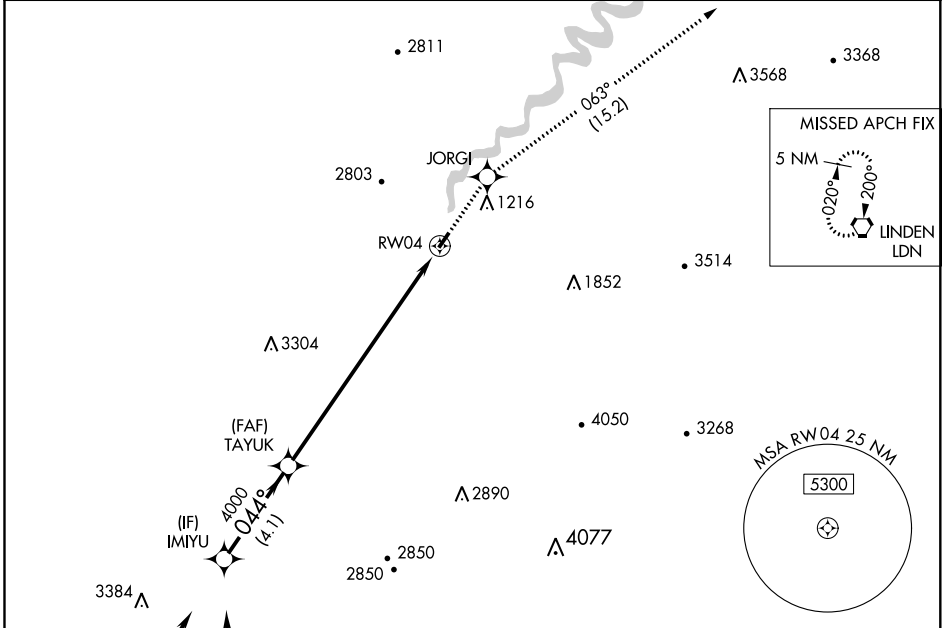 2811
3368
3568
063°
(15.2)
MISSED APCH FIX
5 NM
020°
200°
LINDEN
LDN
JORGI
2803
1216
RW04
3514
1852
3304
4050
3268
(FAF)
TAYUK
MSA RW04 25 NM
5300
2890
4000
044°
(4.1)
(IF)
IMIYU
4077
2850
2850
3384